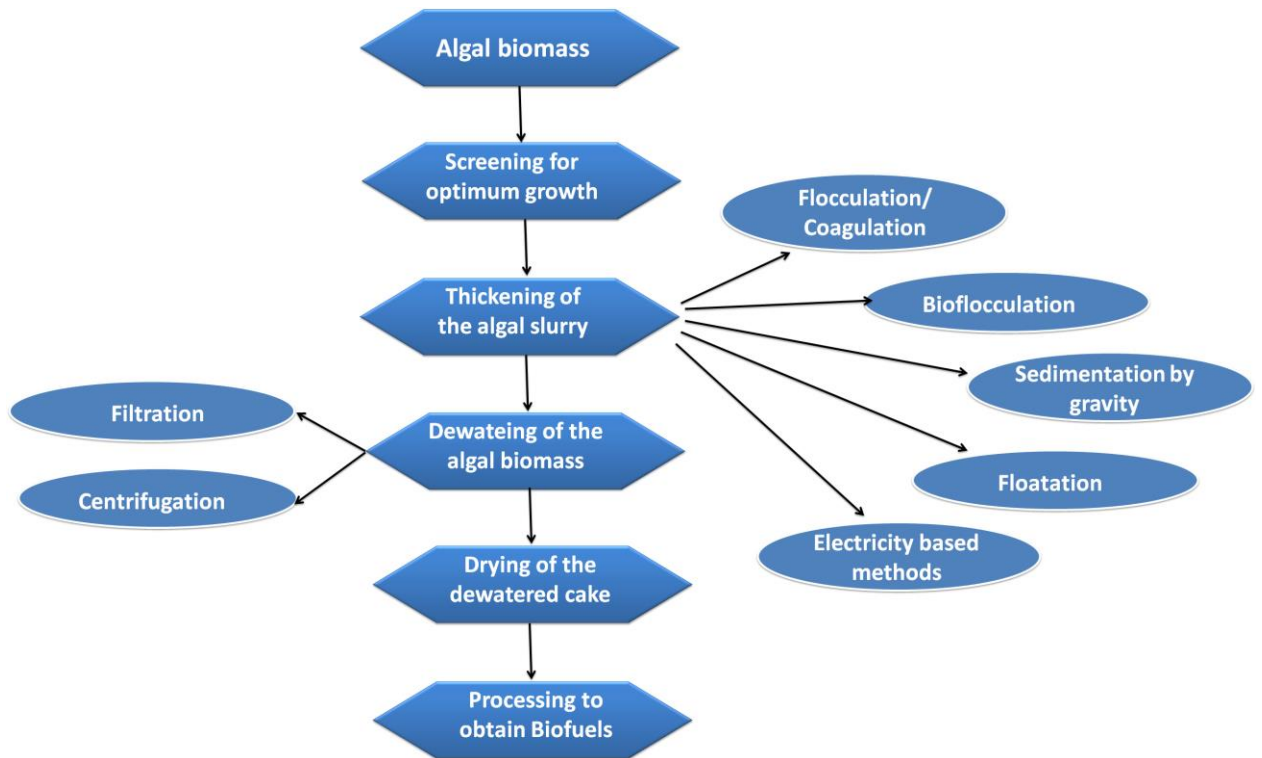 Algal biomass
Screening for
optimum growth
Flocculation/
Coagulation
Thickening of
the algal slurry
Bioflocculation
Sedimentation by
gravity
Filtration
Dewateing of the
algal biomass
Centrifugation
Floatation
Electricity based
methods
Drying of the
dewatered cake
Processing to
obtain Biofuels